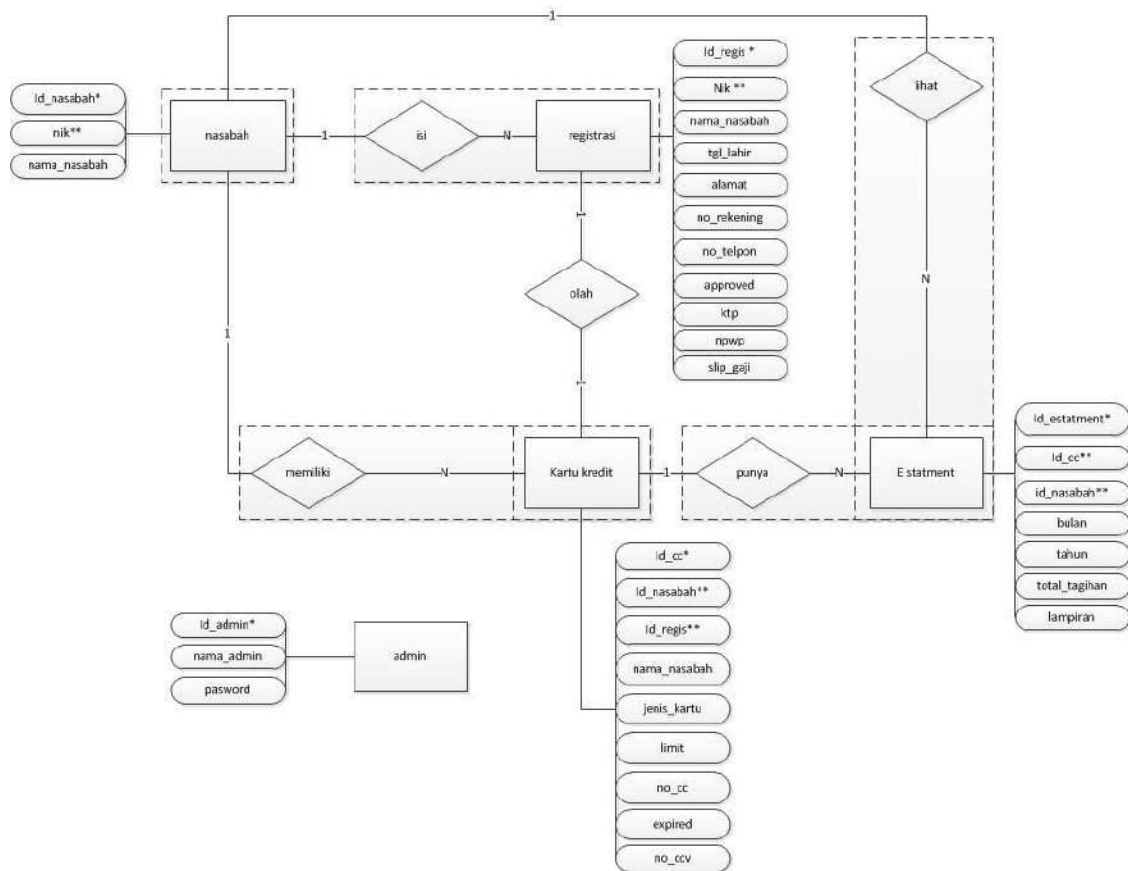 1
Id_nasabah*
nik**
nama_nasabah
nasabah
1
isi
N
registrasi
Id_regis *
Nik **
nama_nasabah
tgl_lahir
alamat
no_rekening
no_telpon
approved
ktp
npwp
slip_gaji
lihat
N
1
olah
1
1
memiliki
N
Kartu kredit
1
punya
N
E statment
Id_estatment*
Id_cc**
id_nasabah**
bulan
tahun
total_tagihan
lampiran
Id_cc*
Id_nasabah**
Id_regis**
nama_nasabah
jenis_kartu
limit
no_cc
expired
no_ccv
Id_admin*
nama_admin
pasword
admin